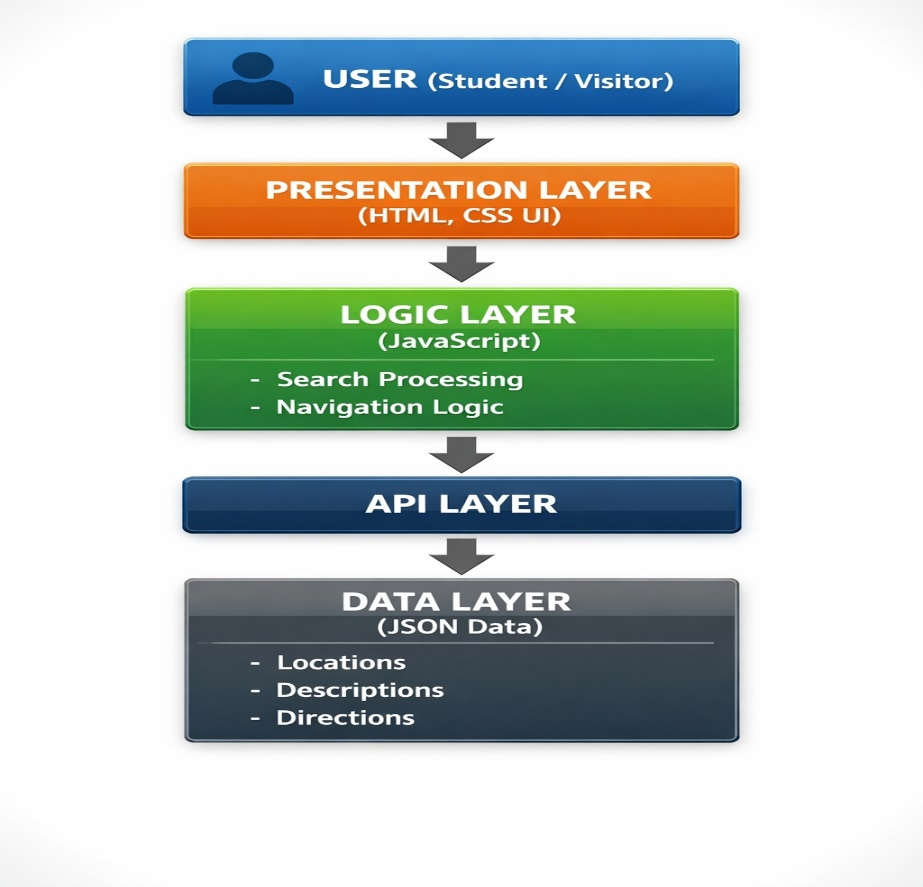 USER (Student / Visitor)
PRESENTATION LAYER
(HTML, CSS UI)
LOGIC LAYER
(JavaScript)
- Search Processing
- Navigation Logic
API LAYER
DATA LAYER
(JSON Data)
- Locations
- Descriptions
- Directions